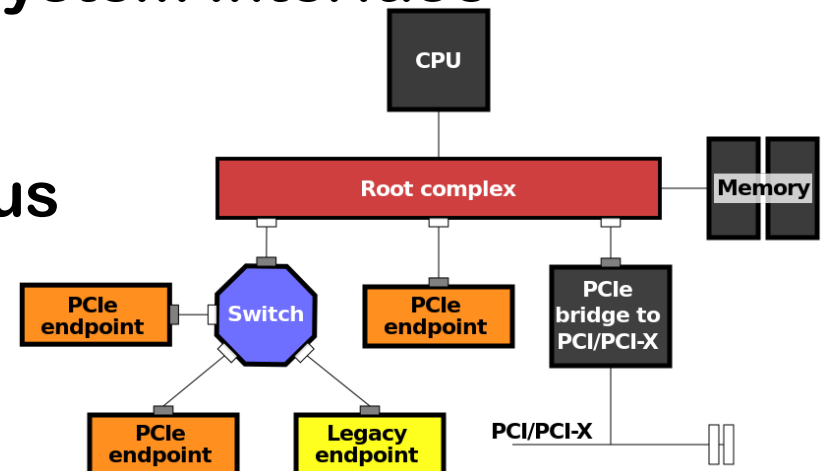 CPU
Root complex
Memory
us
PCIe
endpoint
Switch
PCIe
endpoint
PCIe
bridge to
PCI/PCI-X
PCIe
endpoint
Legacy
endpoint
PCI/PCI-X